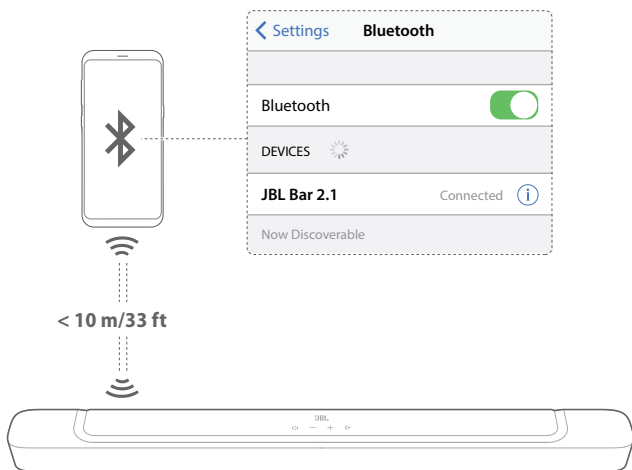 Settings Bluetooth
Bluetooth
DEVICES
JBL Bar 2.1 Connected i
Now Discoverable
< 10 m/33 ft
JBL